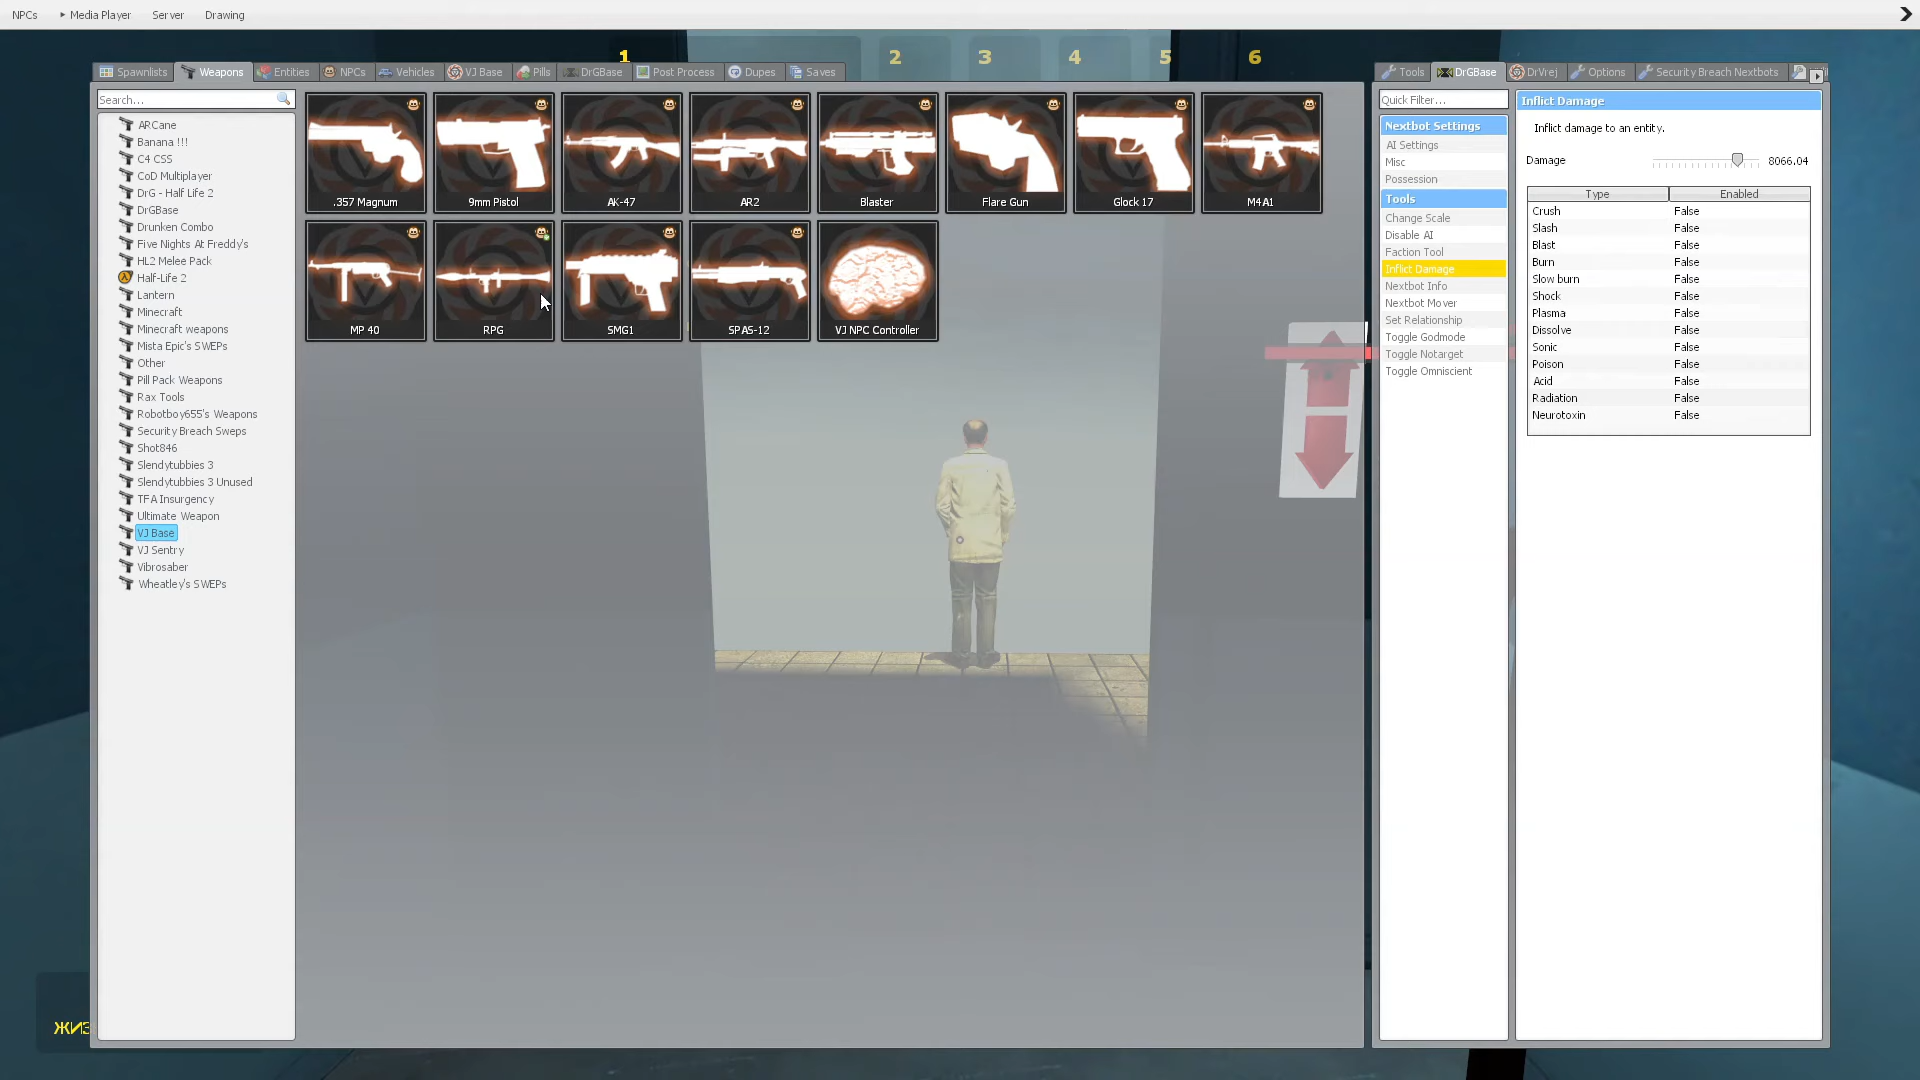 NPCs Media Player Server Drawing
1 2 3 4 5 6
Spawnlists Weapons Entities NPCs Vehicles VJ Base Pills DrGBase Post Process Dupes Saves
Search...
ARCane
Banana !!!
C4 CSS
CoD Multiplayer
DrG - Half Life 2
DrGBase
Drunken Combo
Five Nights At Freddy's
HL2 Melee Pack
Half-Life 2
Lantern
Minecraft
Minecraft weapons
Mista Epic's SWEPs
Other
Pill Pack Weapons
Rax Tools
Robotboy655's Weapons
Security Breach Sweps
Shot846
Slendytubbies 3
Slendytubbies 3 Unused
TFA Insurgency
Ultimate Weapon
VJ Base
VJ Sentry
Vibrosaber
Wheatley's SWEPs
.357 Magnum 9mm Pistol AK-47 AR2 Blaster Flare Gun Glock 17 M4A1
MP 40 RPG SMG1 SPAS-12 VJ NPC Controller
Tools DrGBase DrVrej Options Security Breach Nextbots
Quick Filter...
Nextbot Settings
AI Settings
Misc
Possession
Tools
Change Scale
Disable AI
Faction Tool
Inflict Damage
Nextbot Info
Nextbot Mover
Set Relationship
Toggle Godmode
Toggle Notarget
Toggle Omniscient
Inflict Damage
Inflict damage to an entity.
Damage 8066.04
Type Enabled
Crush False
Slash False
Blast False
Burn False
Slow burn False
Shock False
Plasma False
Dissolve False
Sonic False
Poison False
Acid False
Radiation False
Neurotoxin False